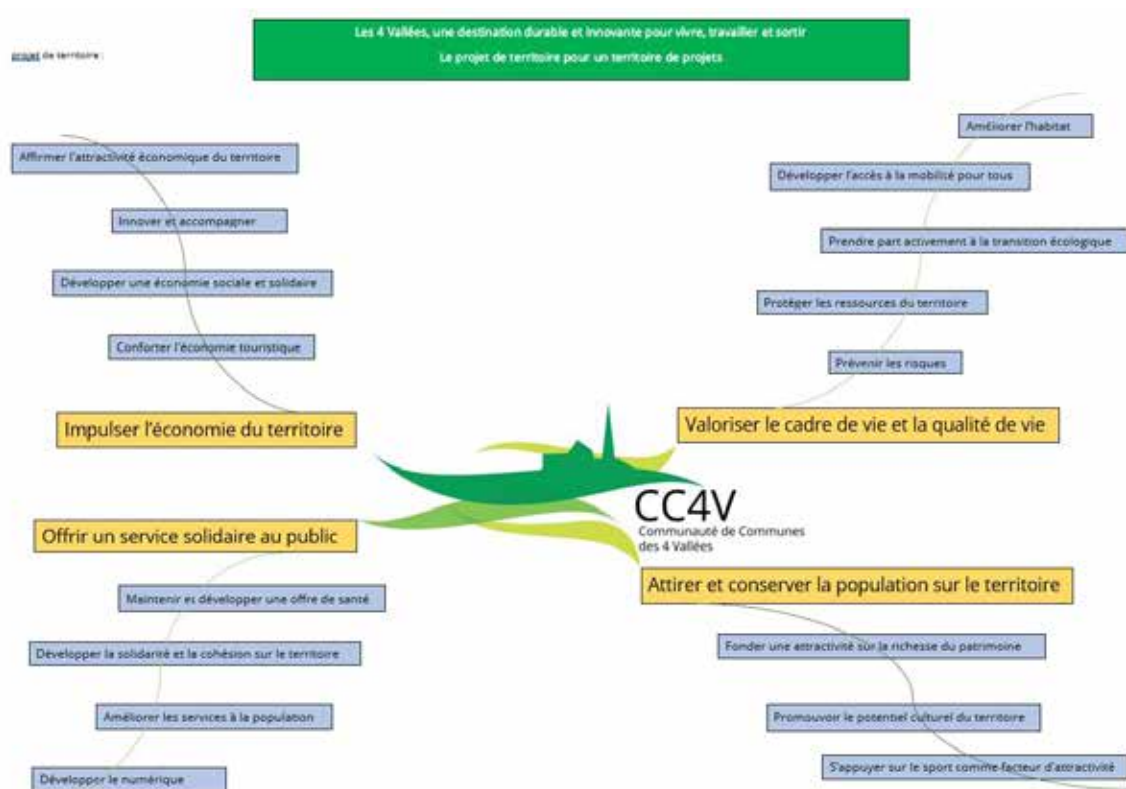 Les 4 Vallées, une destination durable et innovante pour vivre, travailler et sortir
Le projet de territoire pour un territoire de projets
projet de territoire :
Affirmer l'attractivité économique du territoire
Innover et accompagner
Développer une économie sociale et solidaire
Conforter l'économie touristique
Impulser l'économie du territoire
Améliorer l'habitat
Développer l'accès à la mobilité pour tous
Prendre part activement à la transition écologique
Protéger les ressources du territoire
Prévenir les risques
Valoriser le cadre de vie et la qualité de vie
CC4V
Communauté de Communes
des 4 Vallées
Offrir un service solidaire au public
Maintenir et développer une offre de santé
Développer la solidarité et la cohésion sur le territoire
Améliorer les services à la population
Développer le numérique
Attirer et conserver la population sur le territoire
Fonder une attractivité sur la richesse du patrimoine
Promouvoir le potentiel culturel du territoire
S'appuyer sur le sport comme facteur d'attractivité